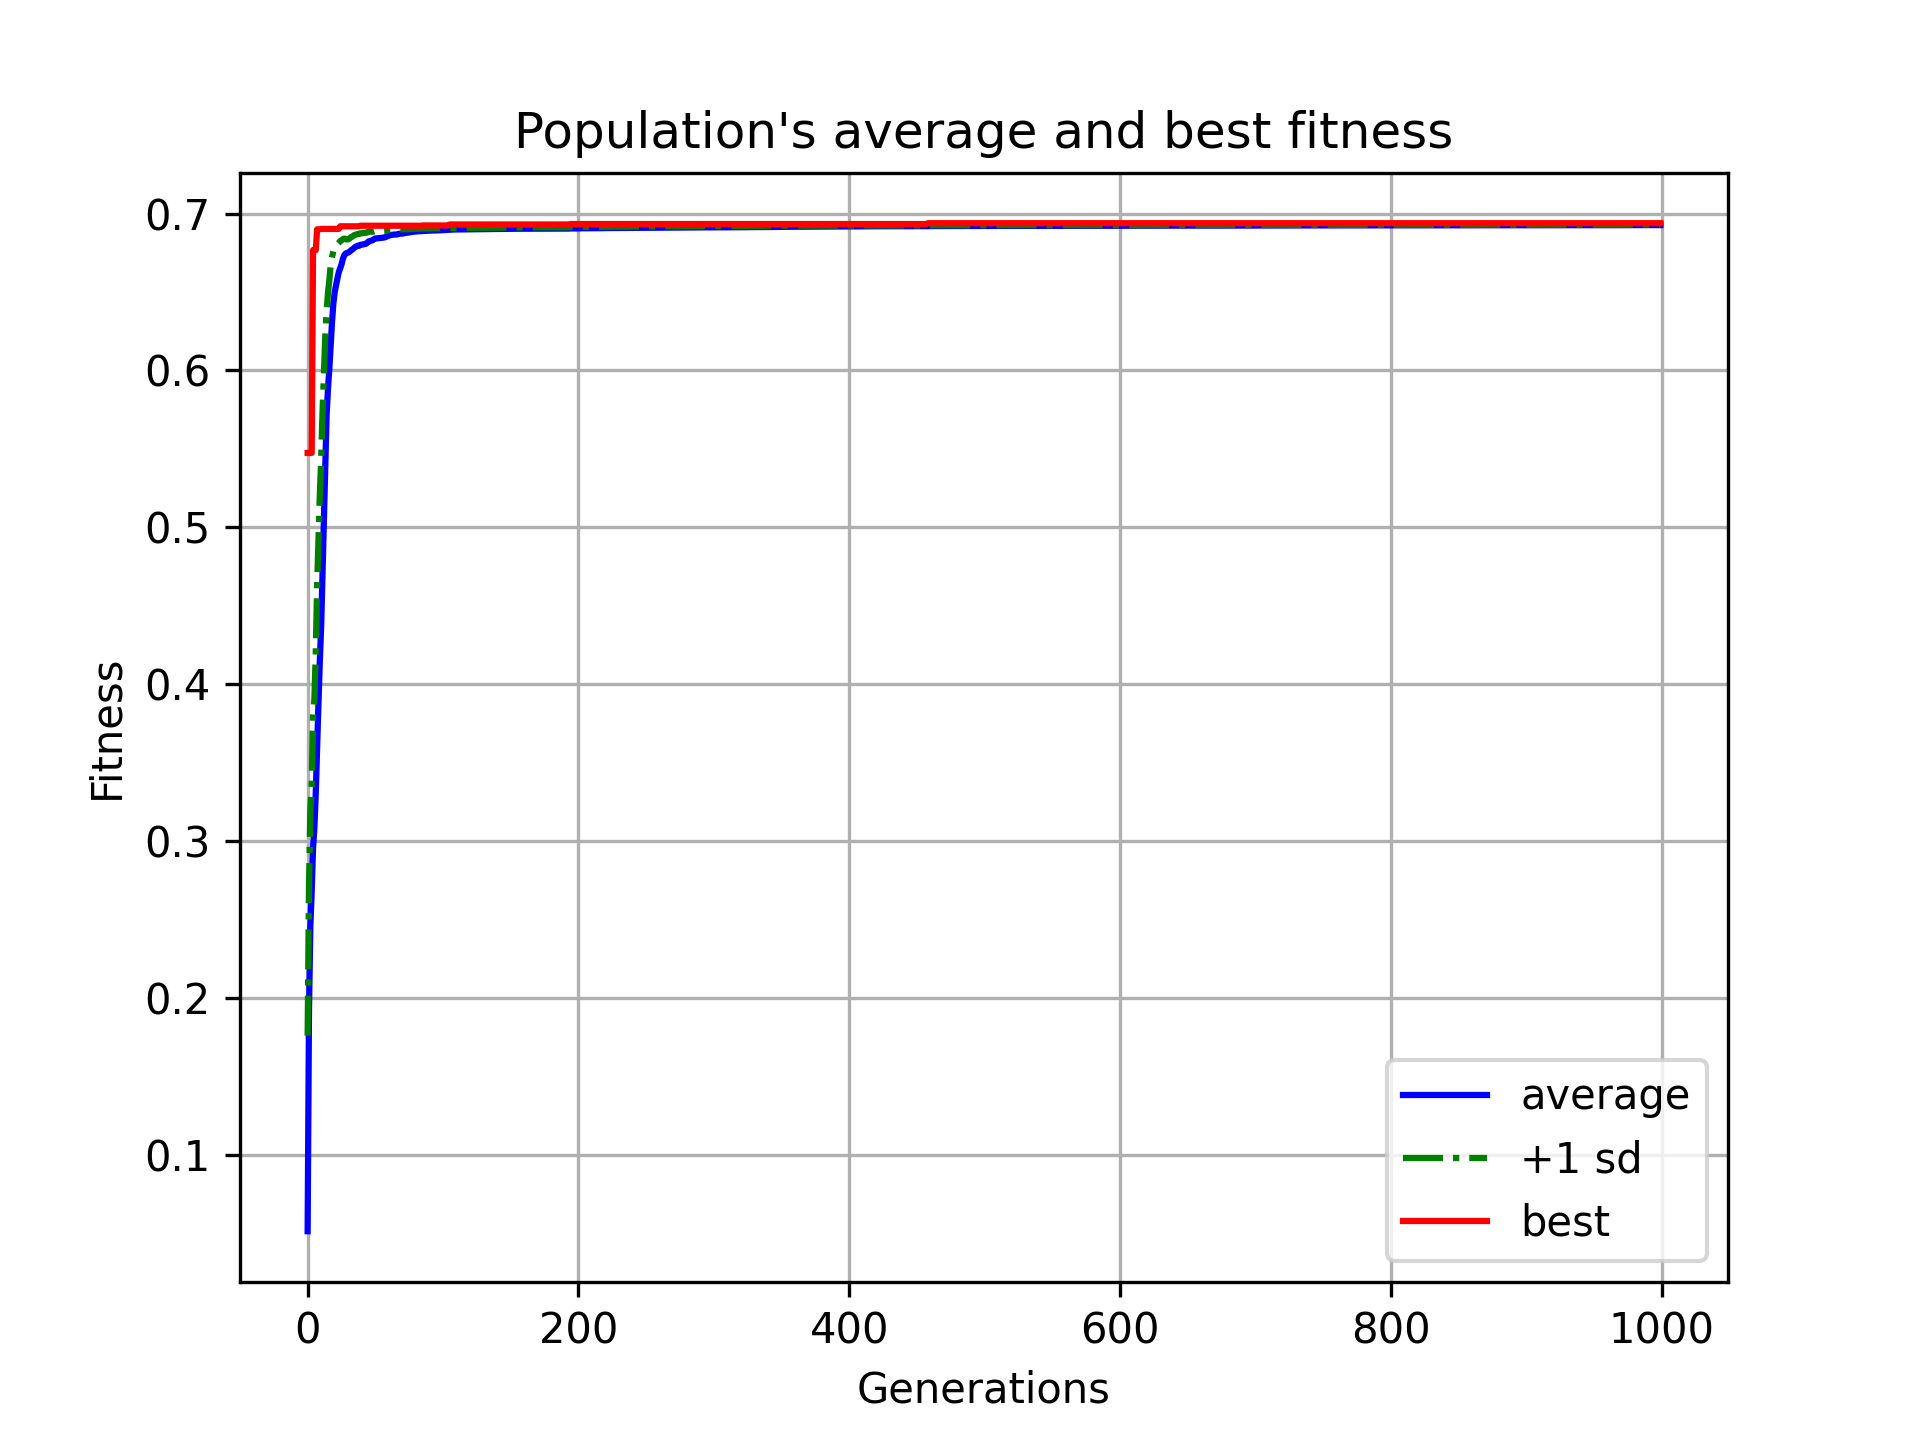 Population's average and best fitness
0.7
0.6
0.5
0.4
0.3
0.2
0.1
Fitness
0 200 400 600 800 1000
Generations
average
+1 sd
best